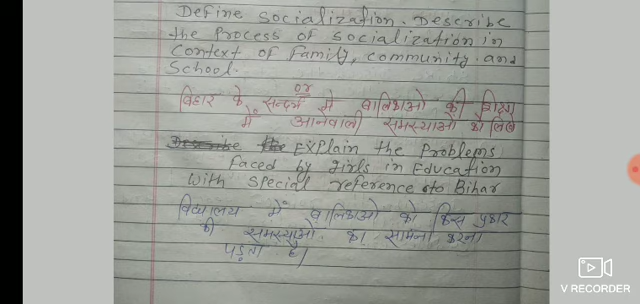 Define Socialization. Describe
the Process of Socialization in
Context of Family, community and
School.
or
बिहार के सन्दर्भ में बालिकाओं की शिक्षा
में आनेवाली समस्याओं को लिखें
Explain the Problems
faced by girls in Education
with special reference to Bihar
विद्यालय में बालिकाओं को किस प्रकार
की समस्याओं का सामना करना
पड़ता है।
V RECORDER